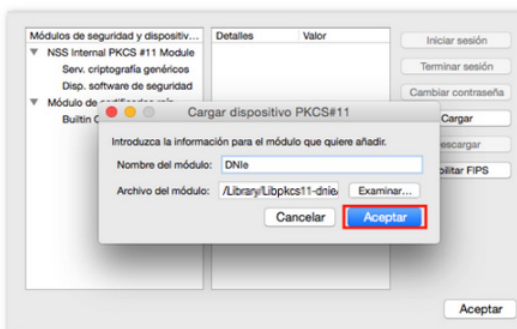 Módulos de seguridad y dispositiv... Detalles Valor
Iniciar sesión
NSS Internal PKCS #11 Module
Serv. criptografía genéricos
Terminar sesión
Disp. software de seguridad
Cambiar contraseña
Módulo de certificados raíz
Builtin
Cargar dispositivo PKCS#11
Cargar
Introduzca la información para el módulo que quiere añadir.
Nombre del módulo: DNIe
Archivo del módulo: /Library/Libpkcs11-dnie/ Examinar...
FIPS
Cancelar Aceptar
Aceptar